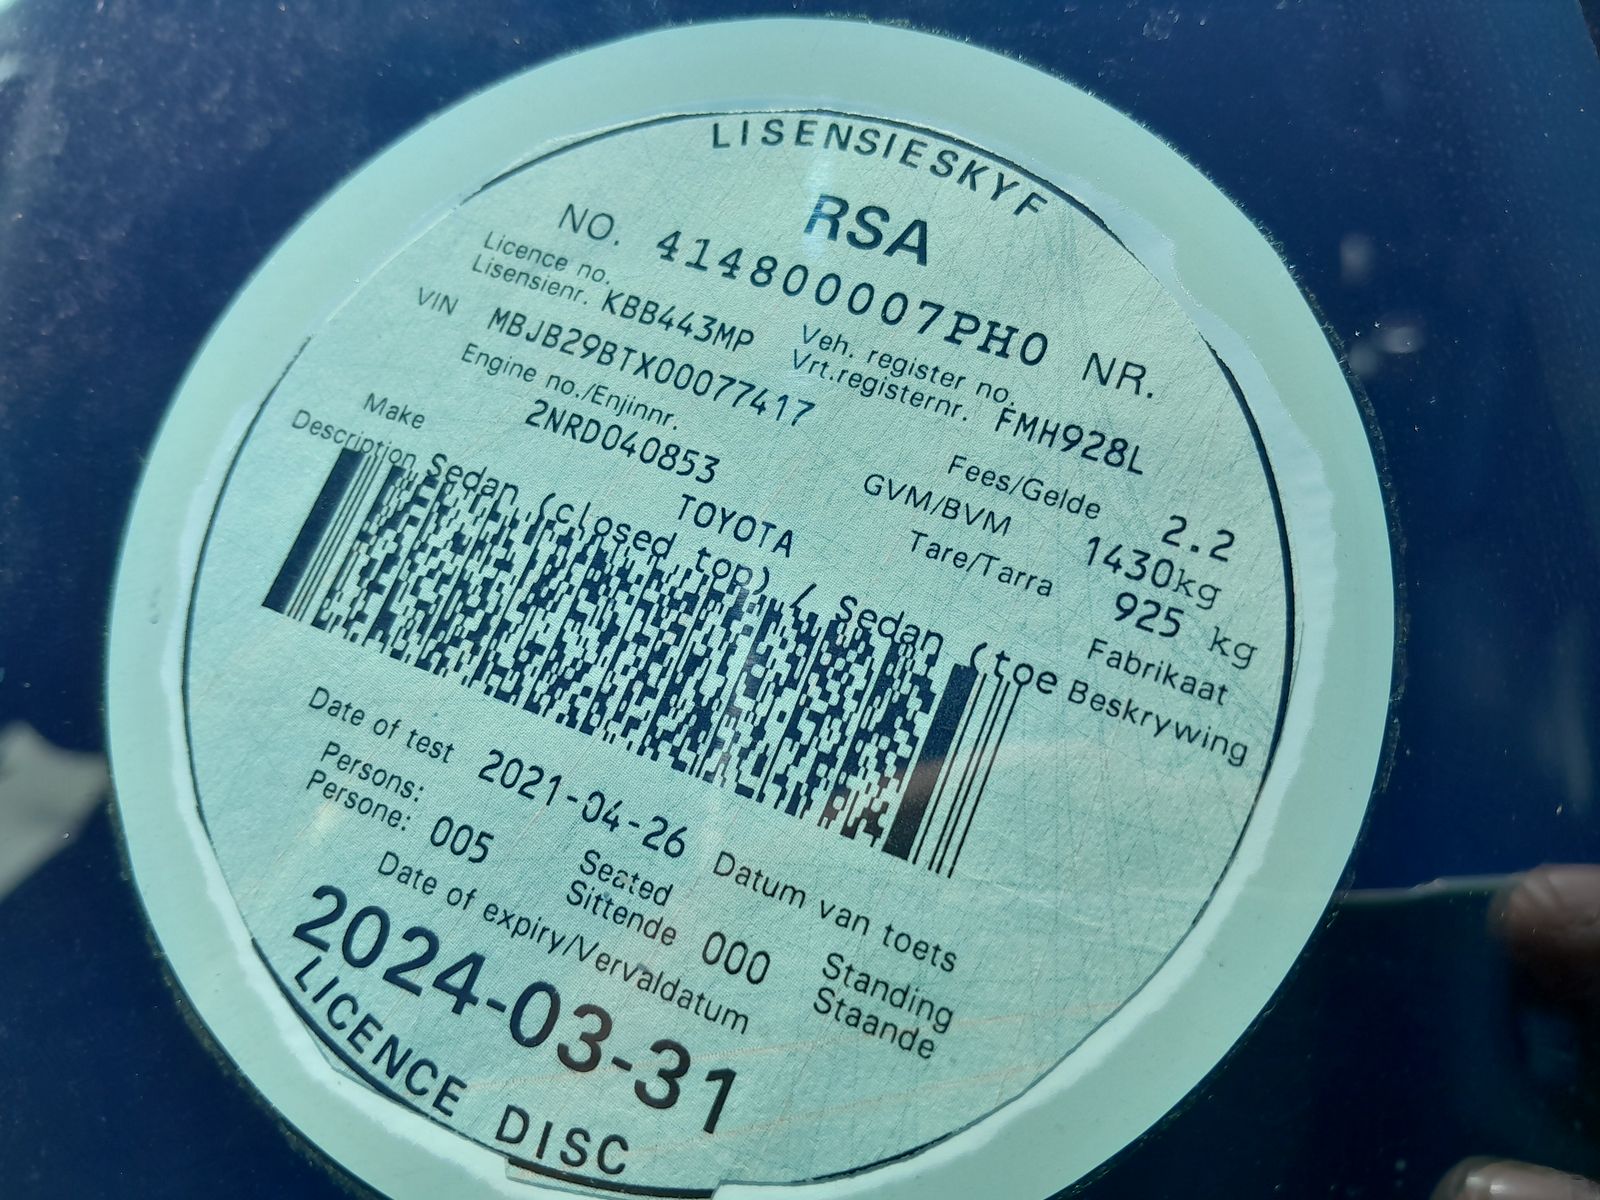 LISENSIESKYF
RSA
NO. 414800007PH0 NR.
Licence no.
Lisensienr. KBB443MP Veh. register no.
Vrt.registernr. FMH928L
VIN MBJB29BTX00077417
Engine no./Enjinnr.
2NRD040853
Fees/Gelde 2.2
GVM/BVM 1430kg
Tare/Tarra 925 kg
Make TOYOTA Fabrikaat
Description Sedan (closed top) / Sedan (toe Beskrywing
Date of test 2021-04-26 Datum van toets
Persons:
Persone: 005 Seated
Sittende 000 Standing
Staande
Date of expiry/Vervaldatum
2024-03-31
LICENCE DISC